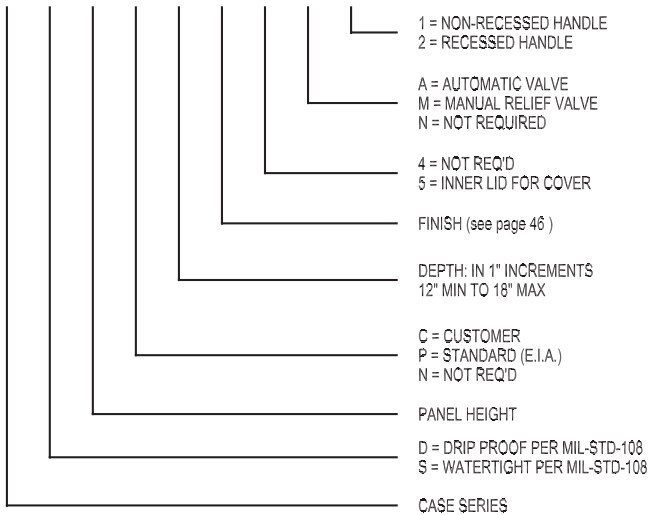 1 = NON-RECESSED HANDLE
2 = RECESSED HANDLE
A = AUTOMATIC VALVE
M = MANUAL RELIEF VALVE
N = NOT REQUIRED
4 = NOT REQ'D
5 = INNER LID FOR COVER
FINISH (see page 46 )
DEPTH: IN 1" INCREMENTS
12" MIN TO 18" MAX
C = CUSTOMER
P = STANDARD (E.I.A.)
N = NOT REQ'D
PANEL HEIGHT
D = DRIP PROOF PER MIL-STD-108
S = WATERTIGHT PER MIL-STD-108
CASE SERIES